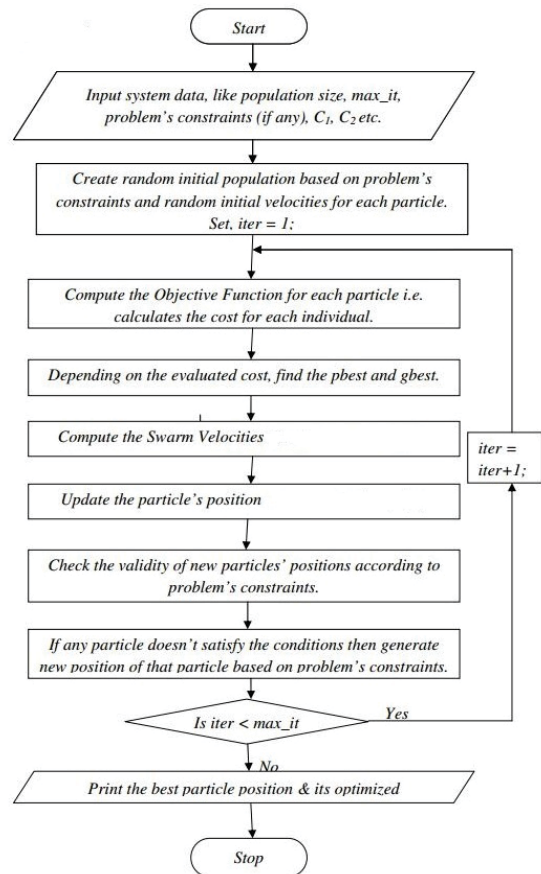 Start
Input system data, like population size, max_it,
problem's constraints (if any), C1, C2 etc.
Create random initial population based on problem's
constraints and random initial velocities for each particle.
Set, iter = 1;
Compute the Objective Function for each particle i.e.
calculates the cost for each individual.
Depending on the evaluated cost, find the pbest and gbest.
Compute the Swarm Velocities
iter =
iter+1;
Update the particle's position
Check the validity of new particles' positions according to
problem's constraints.
If any particle doesn't satisfy the conditions then generate
new position of that particle based on problem's constraints.
Is iter < max_it
Yes
No
Print the best particle position & its optimized
Stop